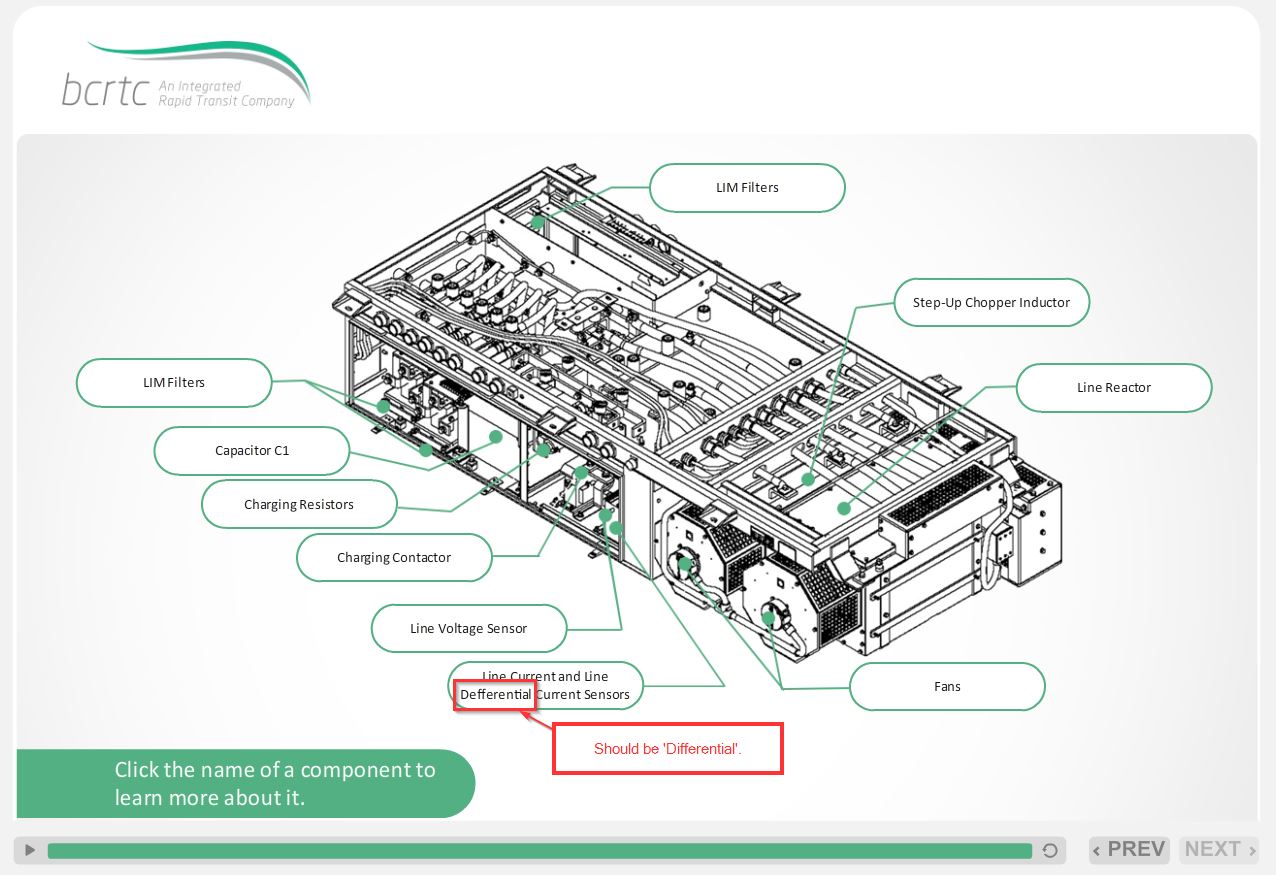 bcrtc An Integrated
Rapid Transit Company
LIM Filters
Step-Up Chopper Inductor
LIM Filters
Line Reactor
Capacitor C1
Charging Resistors
Charging Contactor
Line Voltage Sensor
Line Current and Line
Defferential Current Sensors
Fans
Should be 'Differential'.
Click the name of a component to
learn more about it.
‹ PREV
NEXT ›